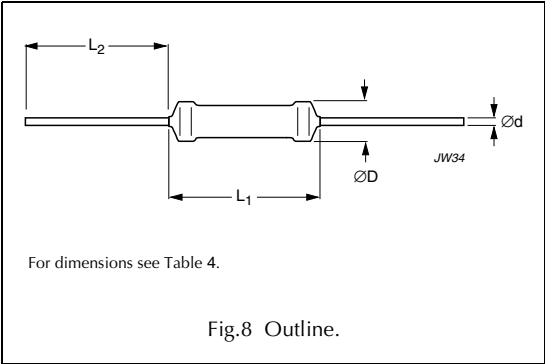 L2
Ød
JW34
ØD
L1
For dimensions see Table 4.
Fig.8 Outline.